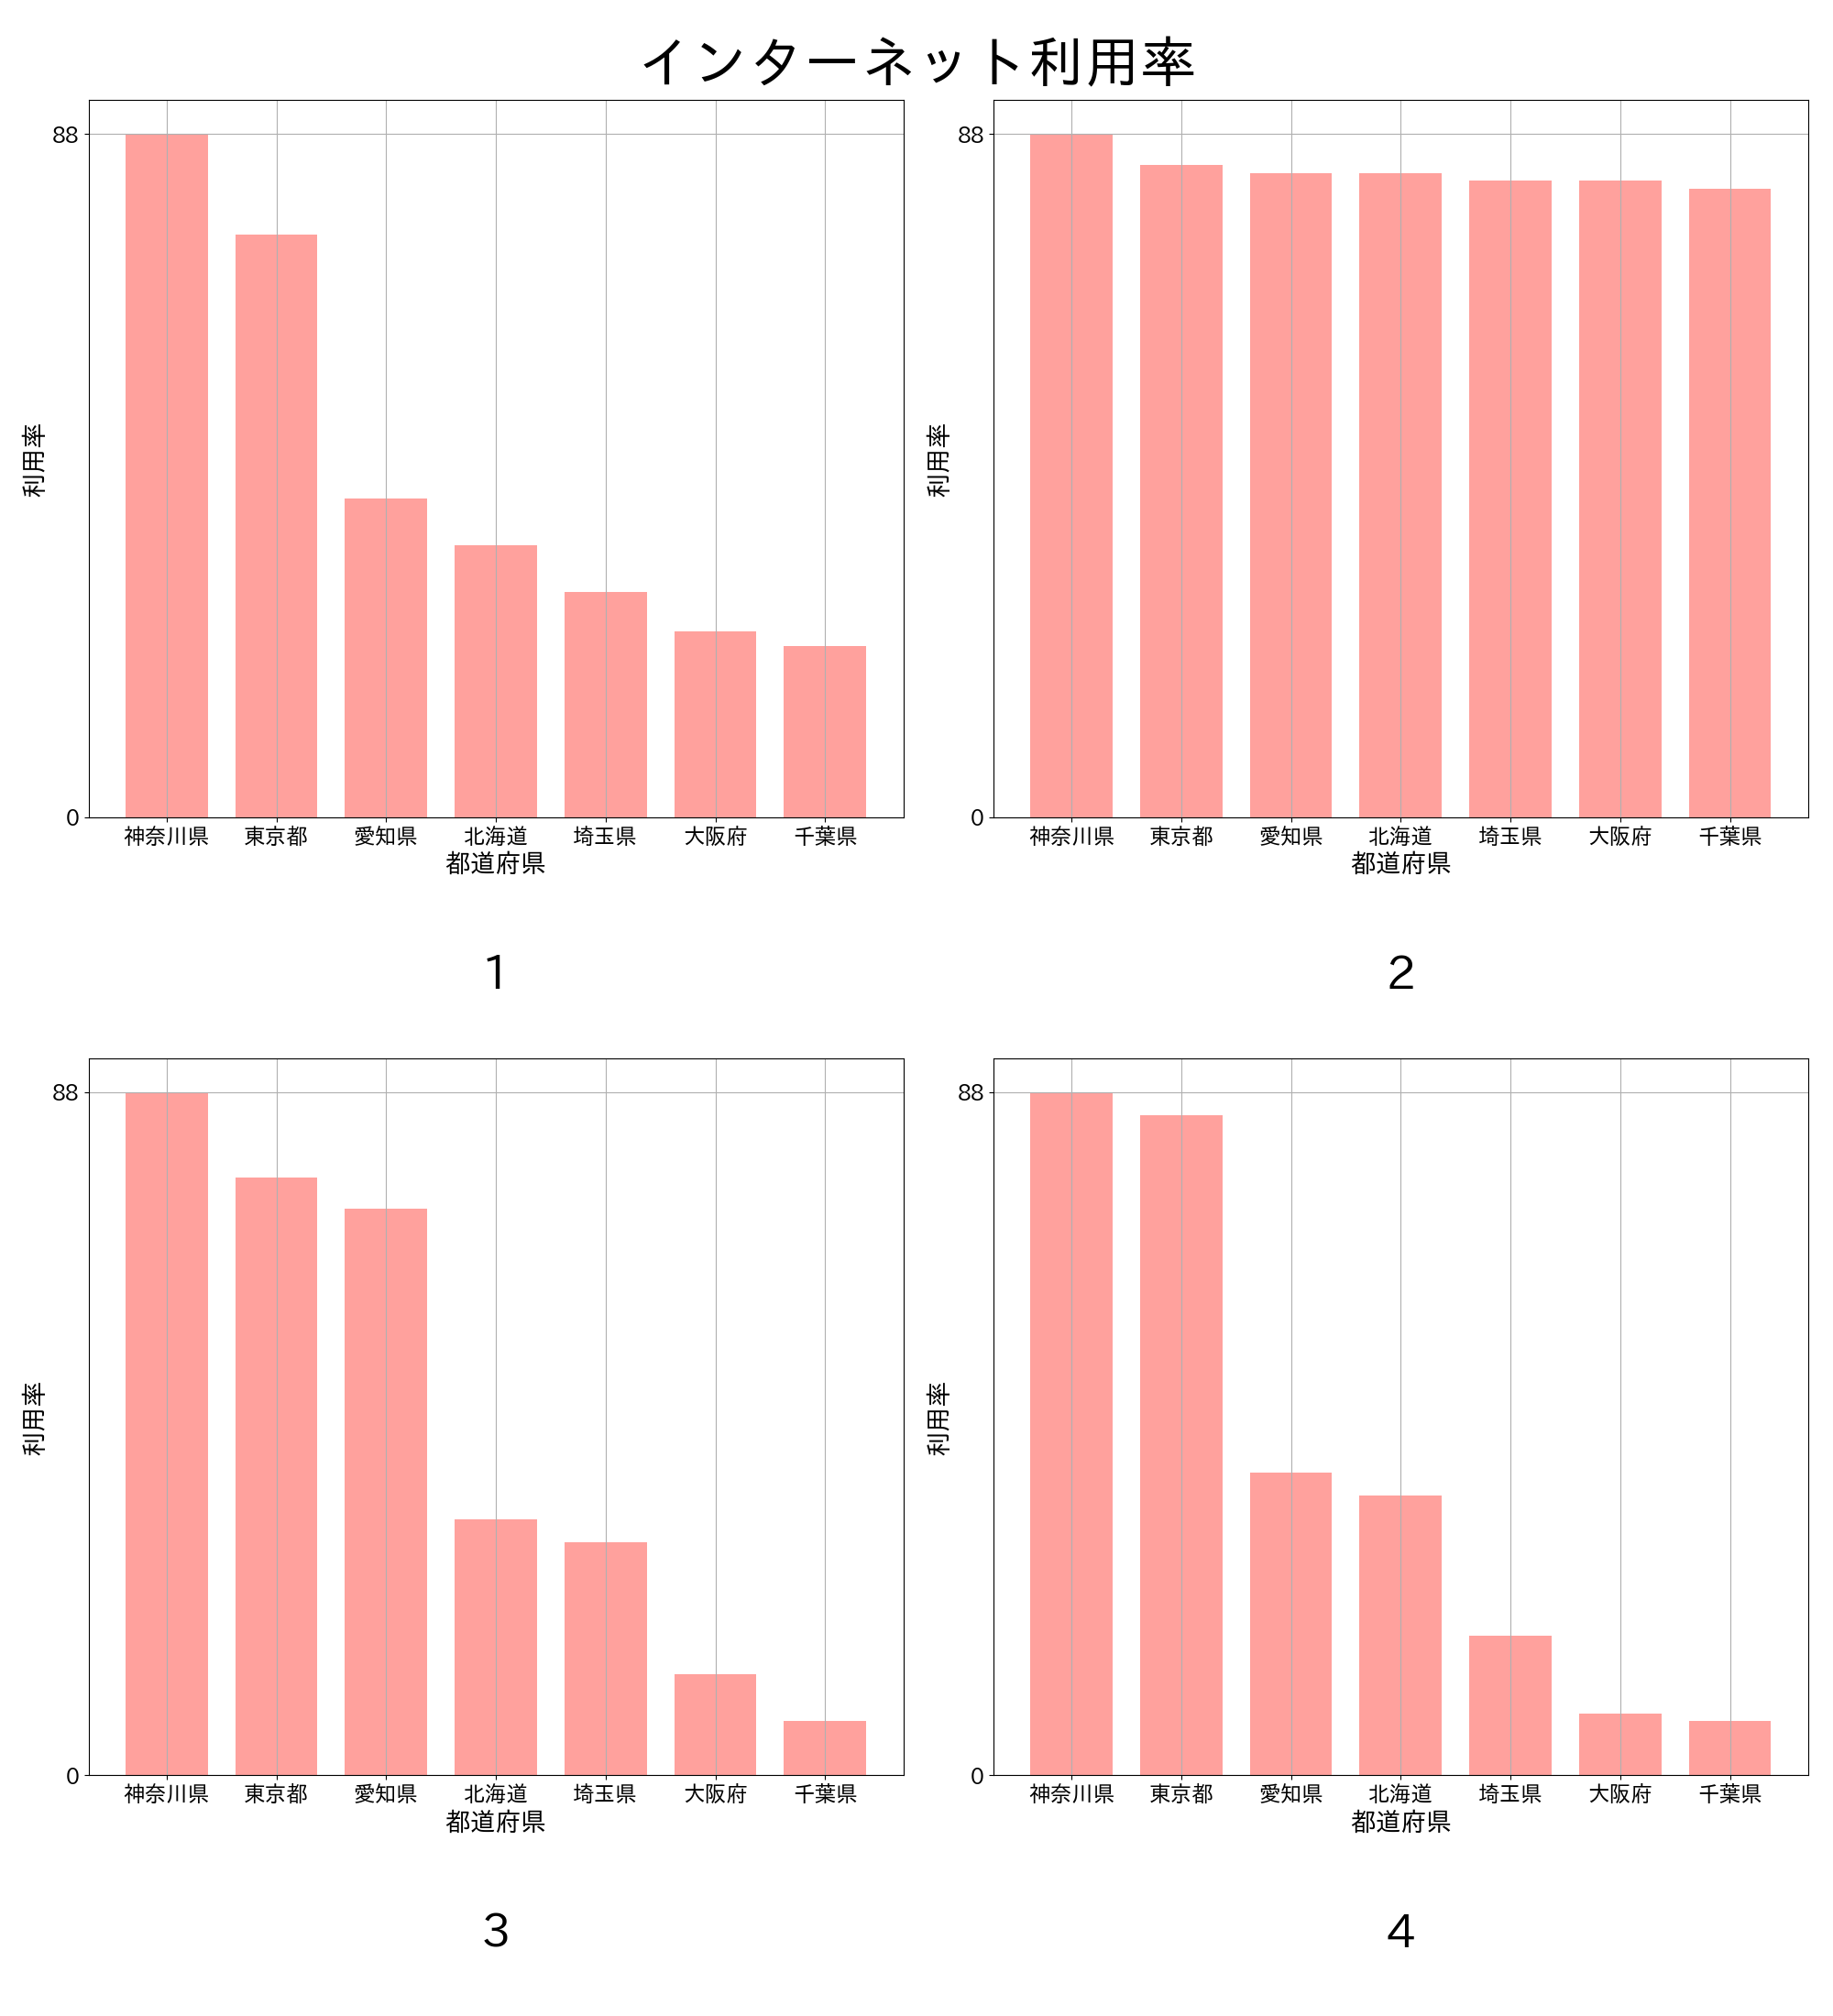 インターネット利用率
88
0
利用率
神奈川県 東京都 愛知県 北海道 埼玉県 大阪府 千葉県
都道府県
1
88
0
利用率
神奈川県 東京都 愛知県 北海道 埼玉県 大阪府 千葉県
都道府県
2
88
0
利用率
神奈川県 東京都 愛知県 北海道 埼玉県 大阪府 千葉県
都道府県
3
88
0
利用率
神奈川県 東京都 愛知県 北海道 埼玉県 大阪府 千葉県
都道府県
4